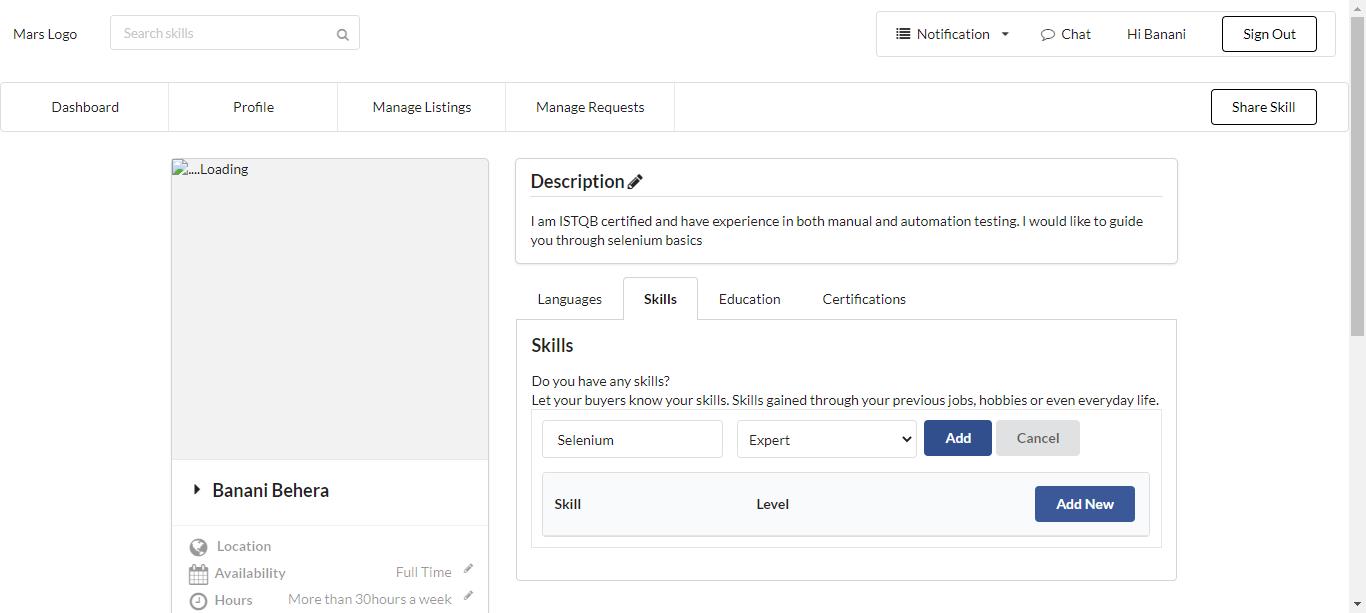 Mars Logo
Search skills
Notification
Chat
Hi Banani
Sign Out
Dashboard
Profile
Manage Listings
Manage Requests
Share Skill
....Loading
Banani Behera
Location
Availability
Full Time
Hours
More than 30hours a week
Description
I am ISTQB certified and have experience in both manual and automation testing. I would like to guide
you through selenium basics
Languages
Skills
Education
Certifications
Skills
Do you have any skills?
Let your buyers know your skills. Skills gained through your previous jobs, hobbies or even everyday life.
Selenium
Expert
Add
Cancel
Skill
Level
Add New